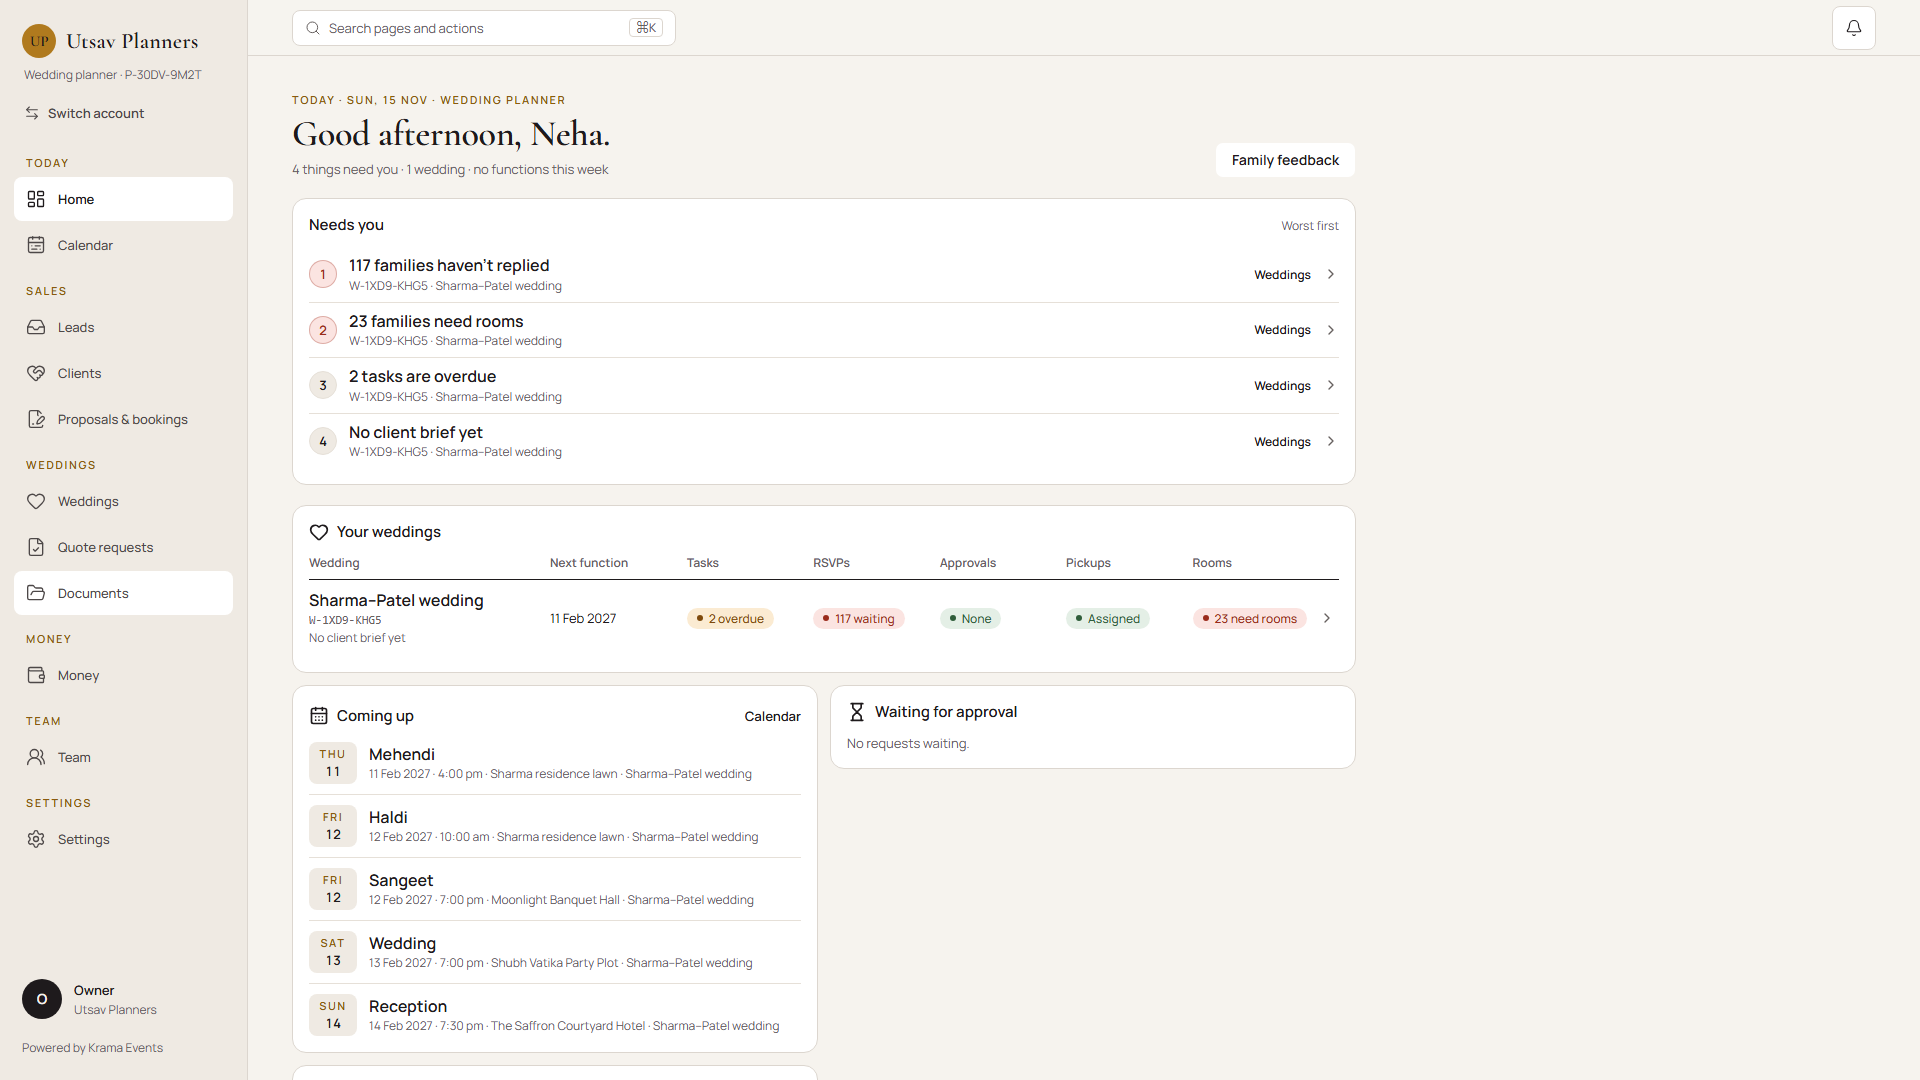 UP Utsav Planners
Wedding planner · P-30DV-9M2T
Switch account
TODAY
Home
Calendar
SALES
Leads
Clients
Proposals & bookings
WEDDINGS
Weddings
Quote requests
Documents
MONEY
Money
TEAM
Team
SETTINGS
Settings
O Owner
Utsav Planners
Powered by Krama Events
Search pages and actions ⌘K
TODAY · SUN, 15 NOV · WEDDING PLANNER
Good afternoon, Neha.
4 things need you · 1 wedding · no functions this week
Family feedback
Needs you Worst first
1 117 families haven't replied Weddings
W-1XD9-KHG5 · Sharma–Patel wedding
2 23 families need rooms Weddings
W-1XD9-KHG5 · Sharma–Patel wedding
3 2 tasks are overdue Weddings
W-1XD9-KHG5 · Sharma–Patel wedding
4 No client brief yet Weddings
W-1XD9-KHG5 · Sharma–Patel wedding
Your weddings
Wedding Next function Tasks RSVPs Approvals Pickups Rooms
Sharma–Patel wedding
W-1XD9-KHG5
No client brief yet
11 Feb 2027 2 overdue 117 waiting None Assigned 23 need rooms
Coming up Calendar
THU 11 Mehendi
11 Feb 2027 · 4:00 pm · Sharma residence lawn · Sharma–Patel wedding
FRI 12 Haldi
12 Feb 2027 · 10:00 am · Sharma residence lawn · Sharma–Patel wedding
FRI 12 Sangeet
12 Feb 2027 · 7:00 pm · Moonlight Banquet Hall · Sharma–Patel wedding
SAT 13 Wedding
13 Feb 2027 · 7:00 pm · Shubh Vatika Party Plot · Sharma–Patel wedding
SUN 14 Reception
14 Feb 2027 · 7:30 pm · The Saffron Courtyard Hotel · Sharma–Patel wedding
Waiting for approval
No requests waiting.